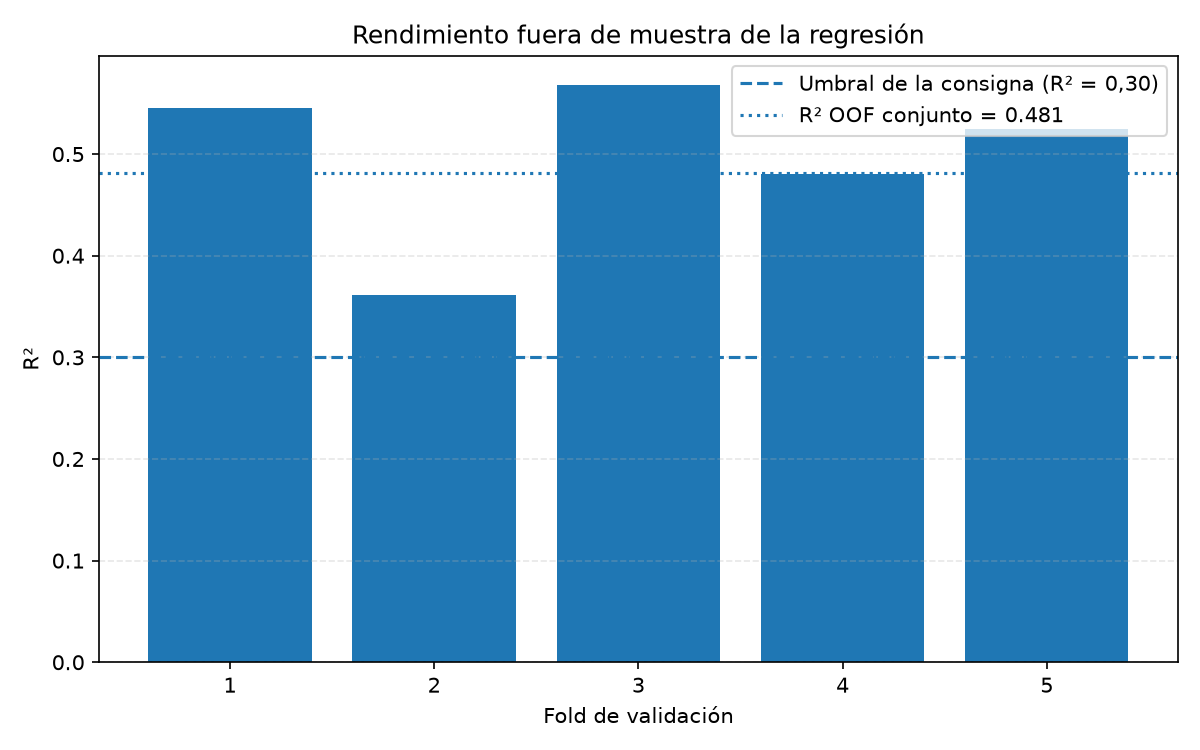 Rendimiento fuera de muestra de la regresión
Umbral de la consigna (R² = 0,30)
R² OOF conjunto = 0.481
R²
0.5
0.4
0.3
0.2
0.1
0.0
1 2 3 4 5
Fold de validación